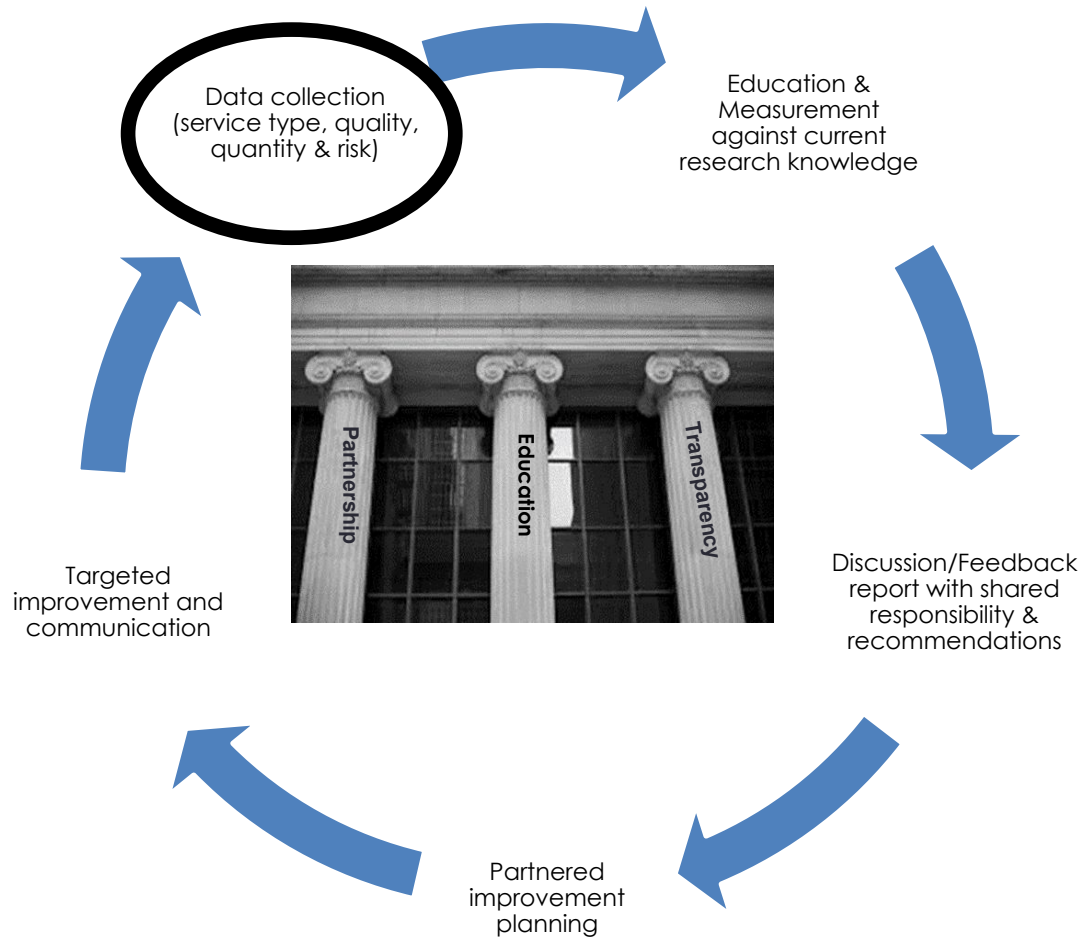 Data collection
(service type, quality,
quantity & risk)
Education &
Measurement
against current
research knowledge
Partnership
Education
Transparency
Discussion/Feedback
report with shared
responsibility &
recommendations
Partnered
improvement
planning
Targeted
improvement and
communication